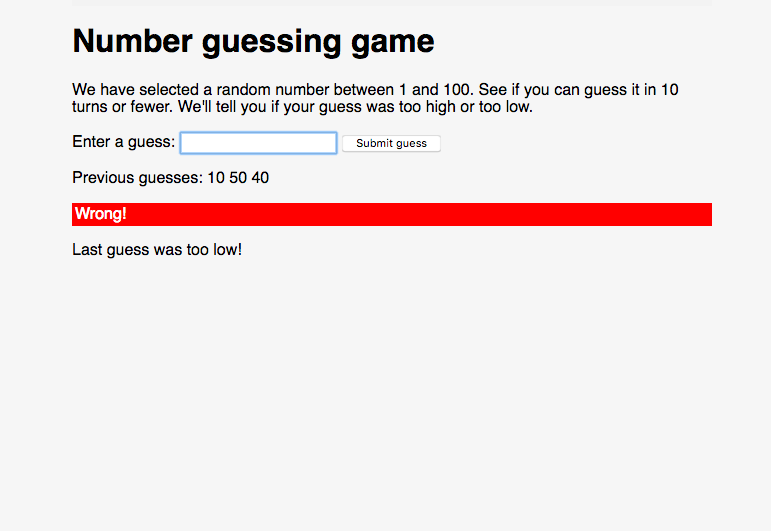 Number guessing game
We have selected a random number between 1 and 100. See if you can guess it in 10
turns or fewer. We'll tell you if your guess was too high or too low.
Enter a guess: Submit guess
Previous guesses: 10 50 40
Wrong!
Last guess was too low!